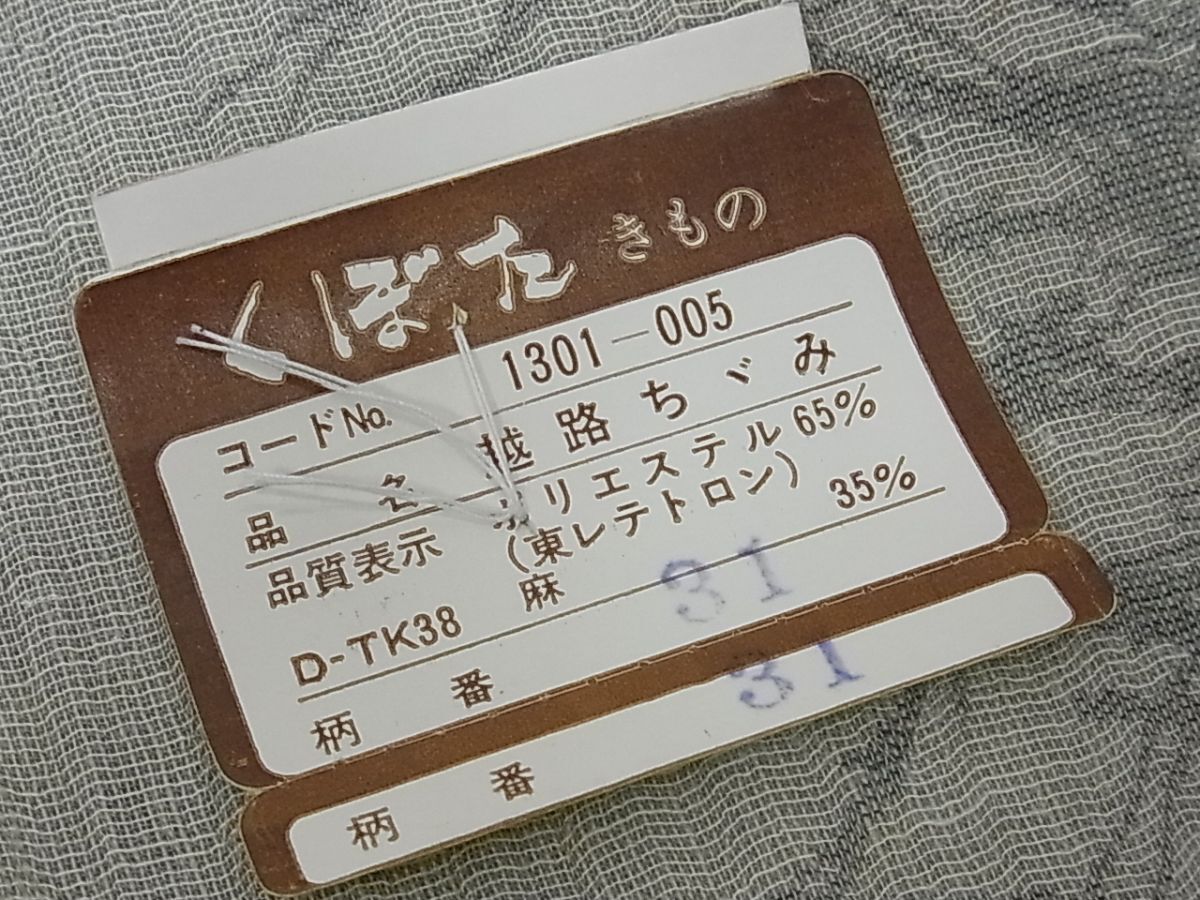 くぼた きもの
コードNo. 1301-005
品名 越路ちゞみ
品質表示 ポリエステル 65%
(東レテトロン)
D-TK38 麻 35%
柄番 31
柄番 31